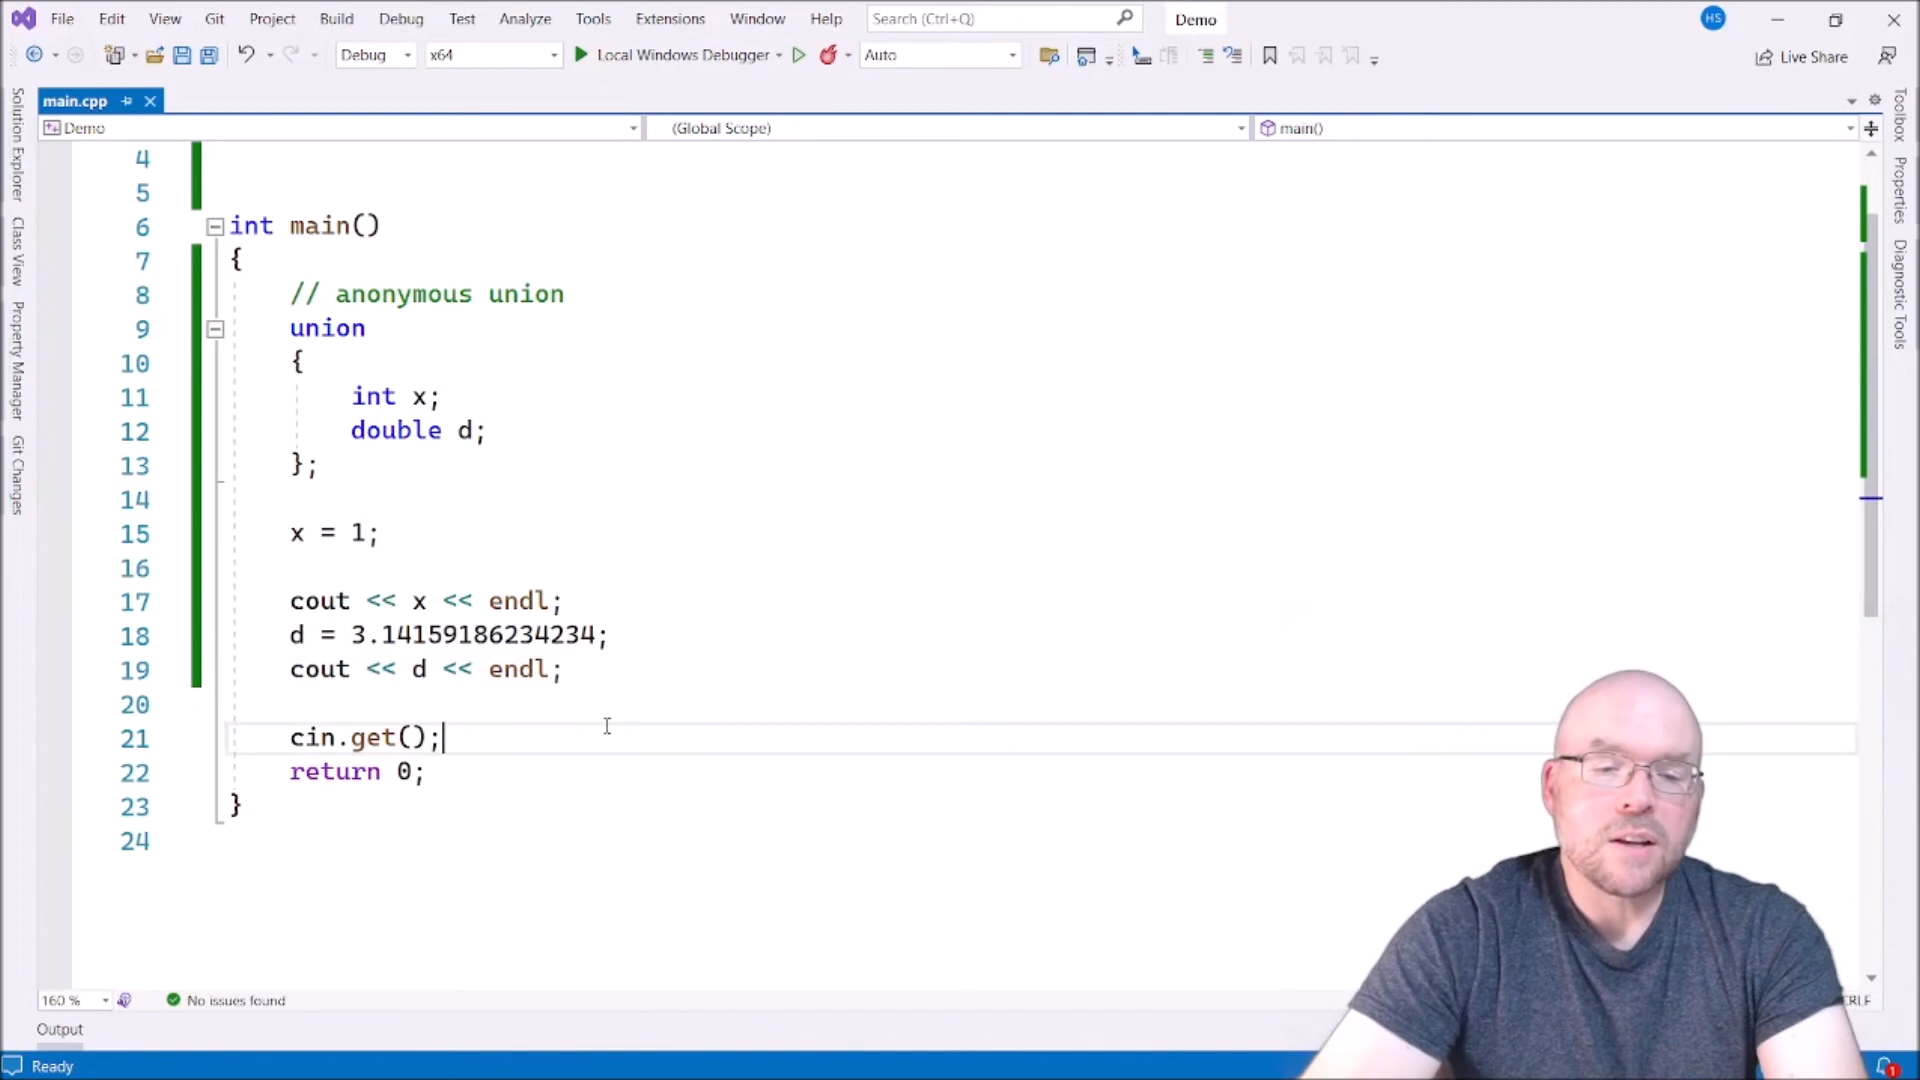 File Edit View Git Project Build Debug Test Analyze Tools Extensions Window Help Search (Ctrl+Q) Demo HS
Debug x64 Local Windows Debugger Auto Live Share
main.cpp
Demo (Global Scope) main()
Solution Explorer
Class View
Property Manager
Git Changes
Toolbox
Properties
Diagnostic Tools
4
5
6 int main()
7 {
8 // anonymous union
9 union
10 {
11 int x;
12 double d;
13 };
14
15 x = 1;
16
17 cout << x << endl;
18 d = 3.14159186234234;
19 cout << d << endl;
20
21 cin.get();
22 return 0;
23 }
24
160 % No issues found
Output
Ready 1